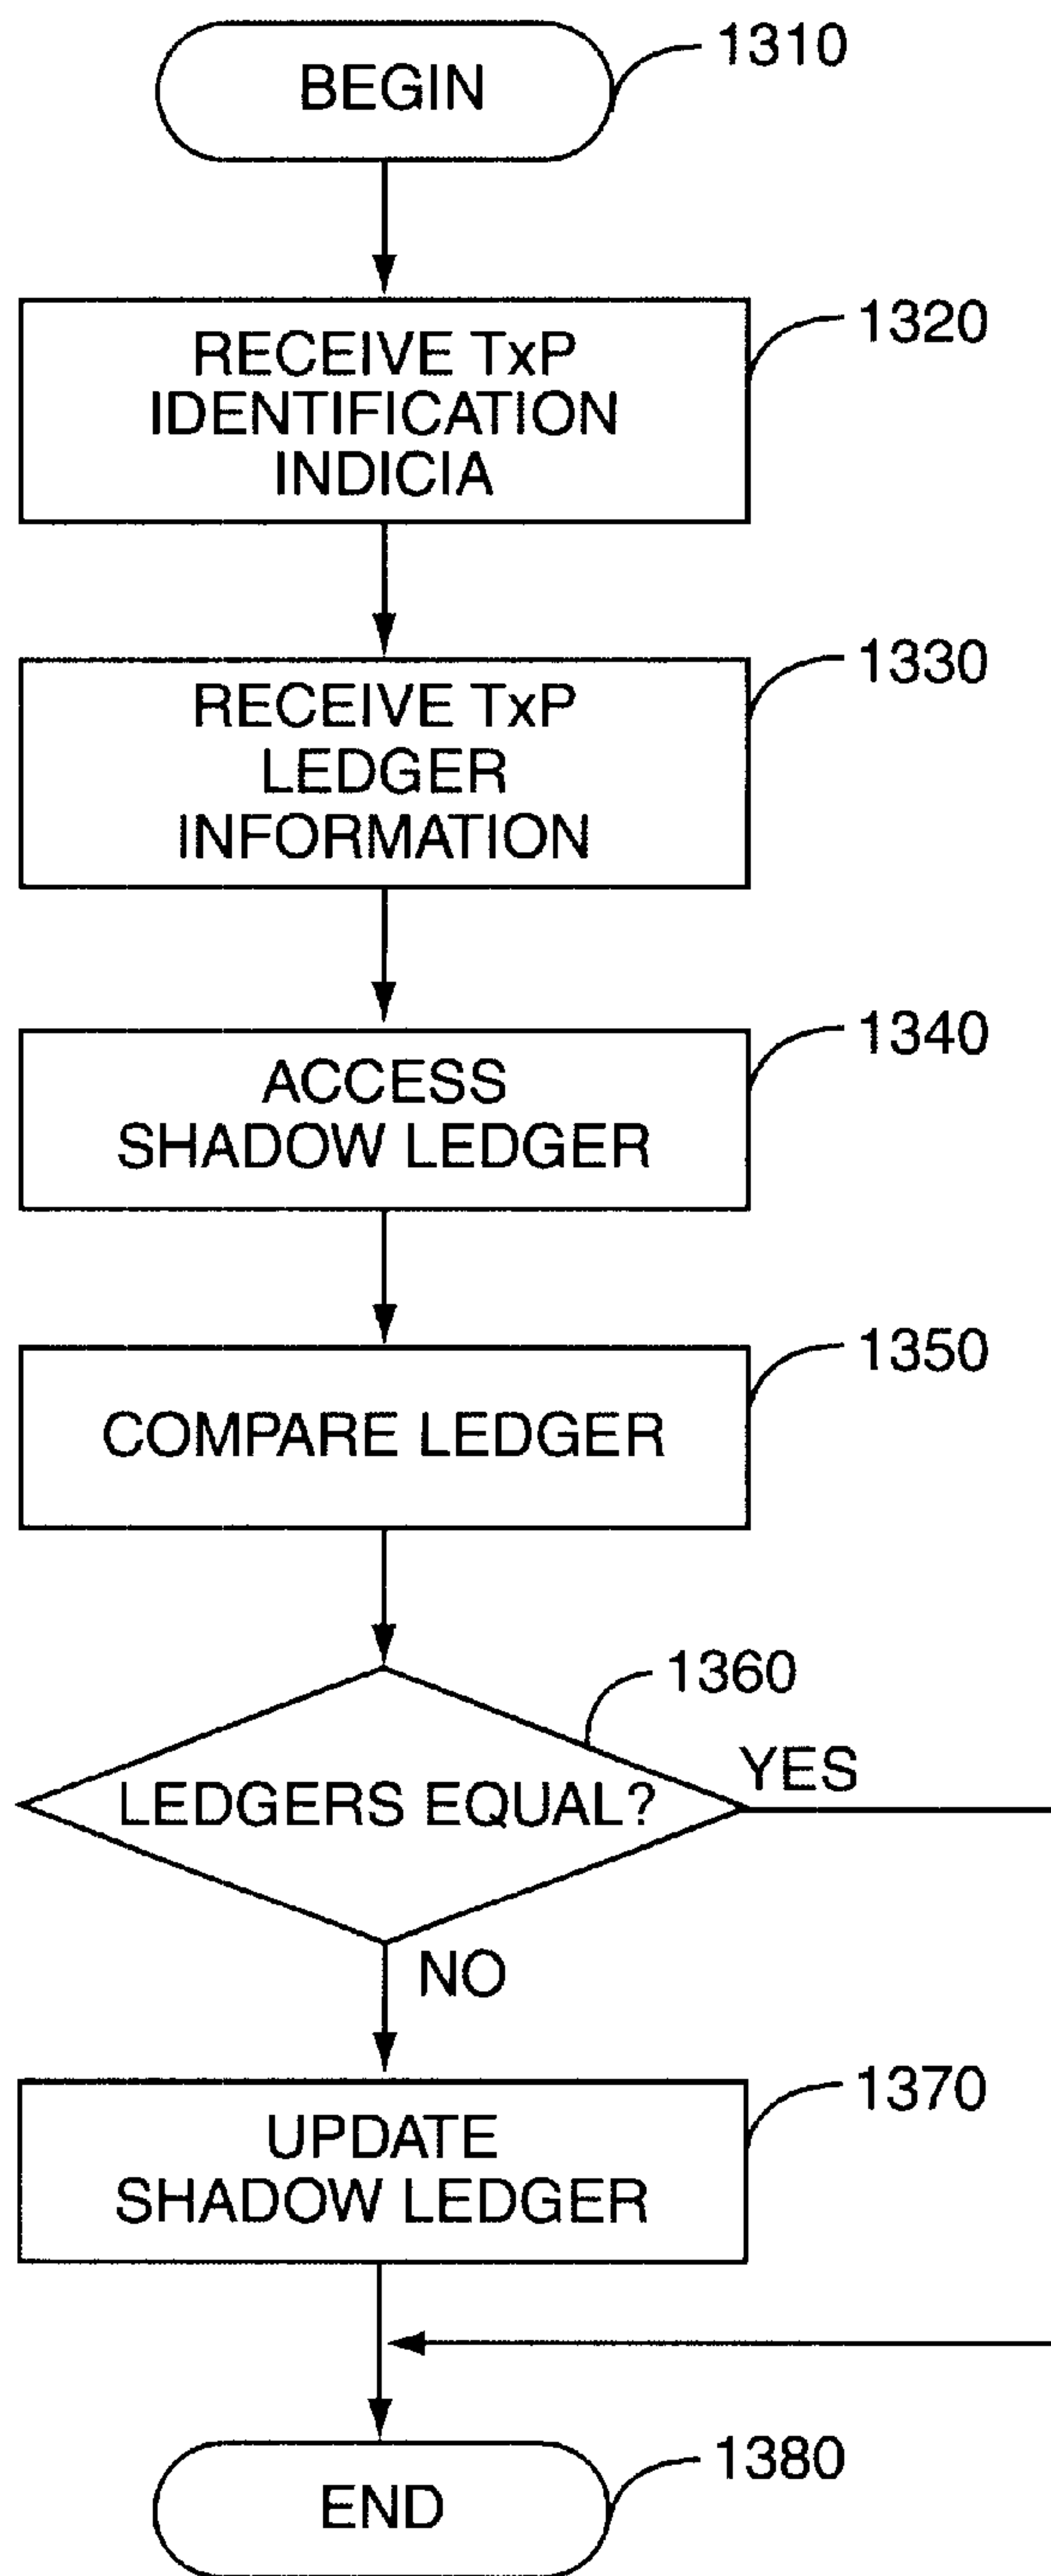 BEGIN
1310
RECEIVE TxP
IDENTIFICATION
INDICIA
1320
RECEIVE TxP
LEDGER
INFORMATION
1330
ACCESS
SHADOW LEDGER
1340
COMPARE LEDGER
1350
1360
LEDGERS EQUAL?
YES
NO
UPDATE
SHADOW LEDGER
1370
END
1380